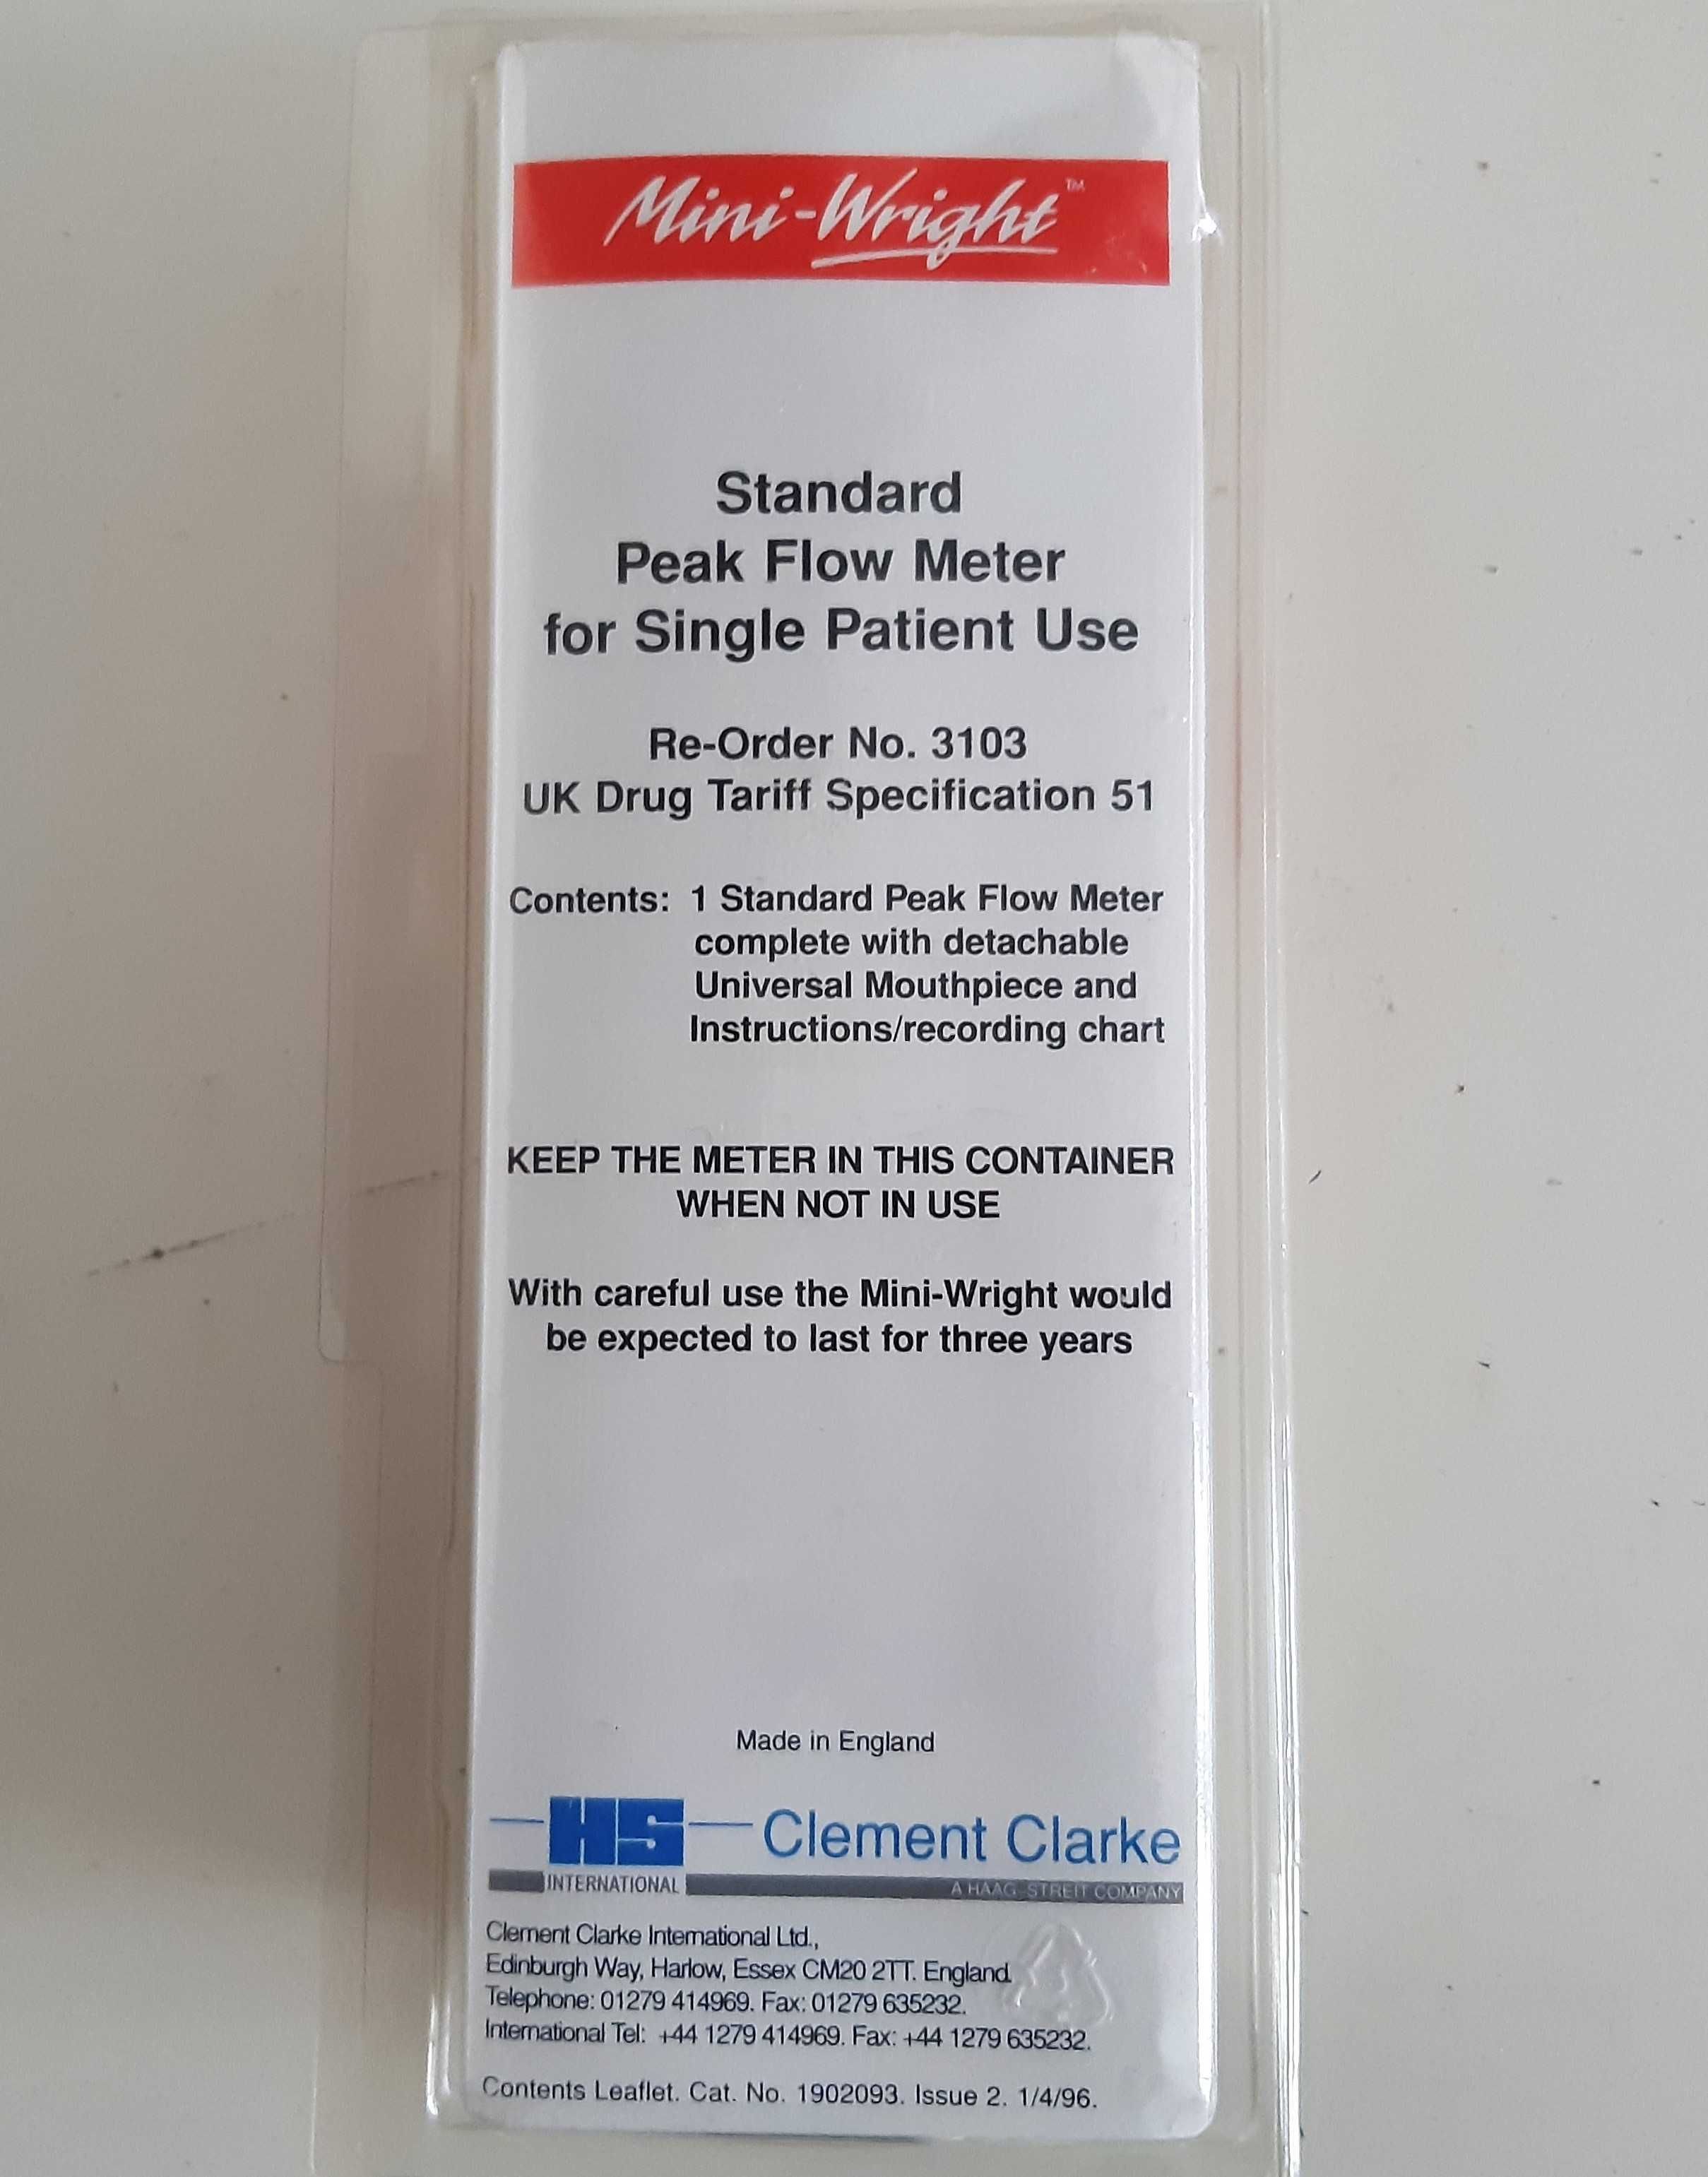 Mini-Wright™
Standard
Peak Flow Meter
for Single Patient Use
Re-Order No. 3103
UK Drug Tariff Specification 51
Contents: 1 Standard Peak Flow Meter
complete with detachable
Universal Mouthpiece and
Instructions/recording chart
KEEP THE METER IN THIS CONTAINER
WHEN NOT IN USE
With careful use the Mini-Wright would
be expected to last for three years
Made in England
HS Clement Clarke
INTERNATIONAL A HAAG-STREIT COMPANY
Clement Clarke International Ltd.,
Edinburgh Way, Harlow, Essex CM20 2TT. England.
Telephone: 01279 414969. Fax: 01279 635232.
International Tel: +44 1279 414969. Fax: +44 1279 635232.
Contents Leaflet. Cat. No. 1902093. Issue 2. 1/4/96.